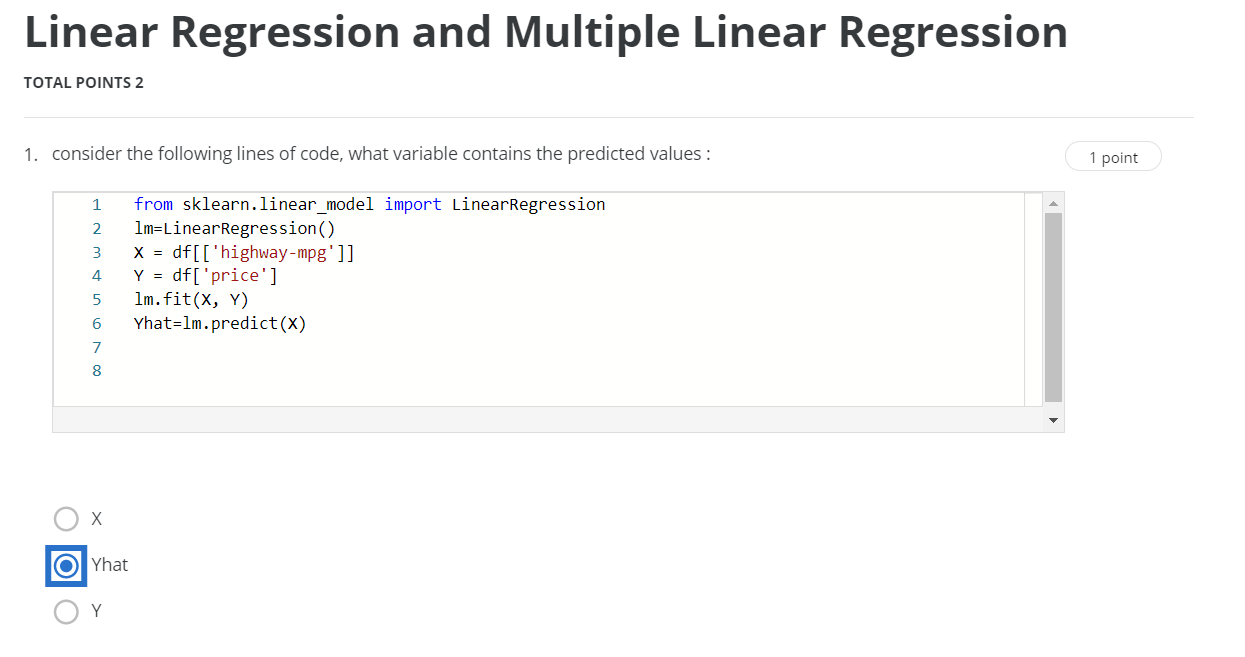 Linear Regression and Multiple Linear Regression
TOTAL POINTS 2
1. consider the following lines of code, what variable contains the predicted values :
1 point
1 from sklearn.linear_model import LinearRegression
2 lm=LinearRegression()
3 X = df[['highway-mpg']]
4 Y = df['price']
5 lm.fit(X, Y)
6 Yhat=lm.predict(X)
7
8
X
Yhat
Y